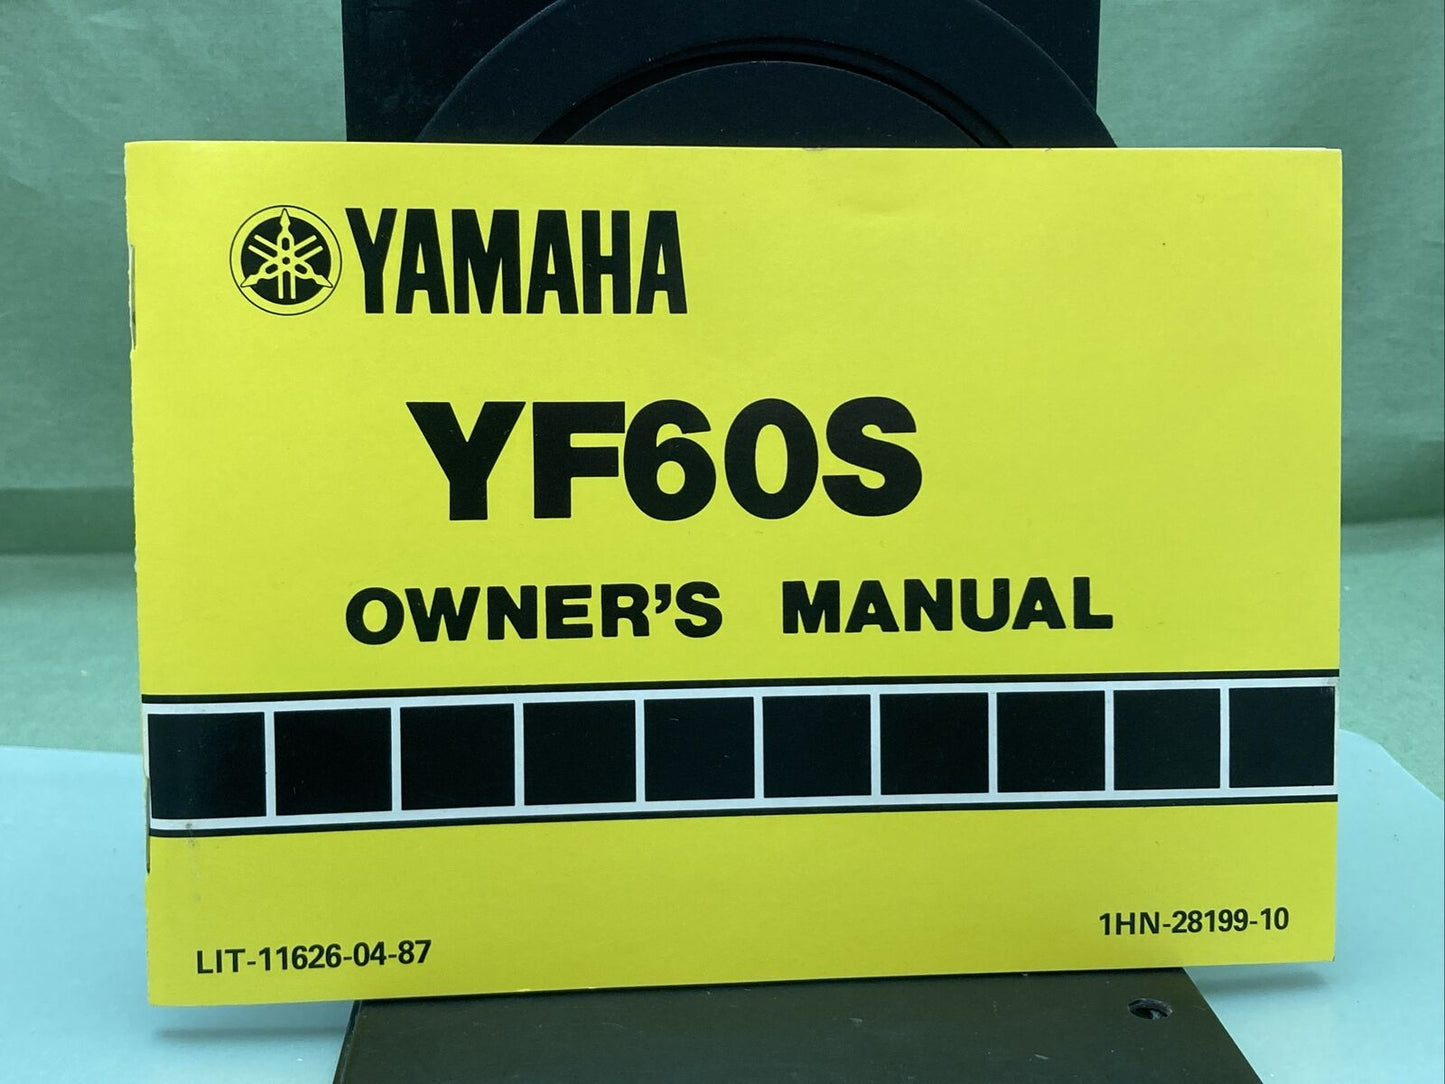 YAMAHA
YF60S
OWNER'S MANUAL
1HN-28199-10
LIT-11626-04-87